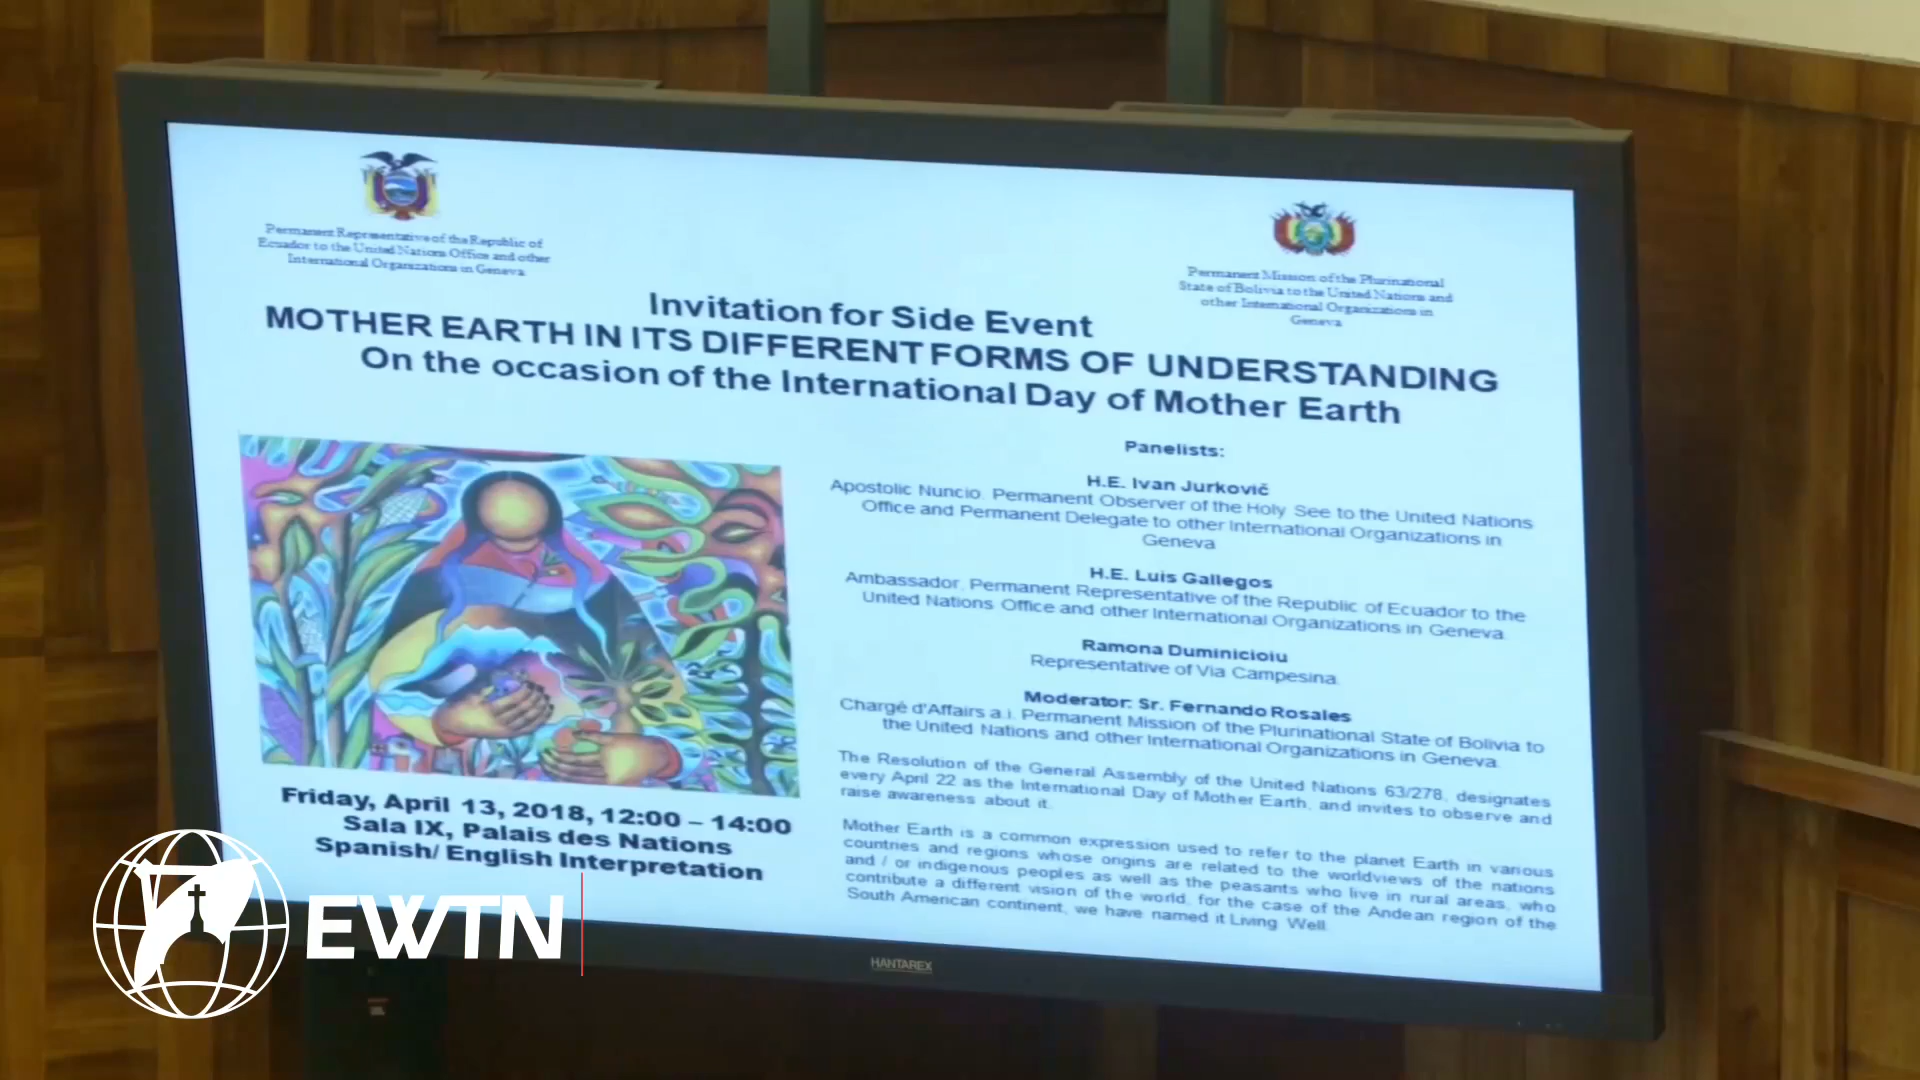 Permanent Representative of the Republic of
Ecuador to the United Nations Office and other
International Organizations in Geneva
Permanent Mission of the Plurinational
State of Bolivia to the United Nations and
other International Organizations in
Geneva
Invitation for Side Event
MOTHER EARTH IN ITS DIFFERENT FORMS OF UNDERSTANDING
On the occasion of the International Day of Mother Earth
Friday, April 13, 2018, 12:00 – 14:00
Sala IX, Palais des Nations
Spanish/ English Interpretation
Panelists:
H.E. Ivan Jurkovič
Apostolic Nuncio, Permanent Observer of the Holy See to the United Nations
Office and Permanent Delegate to other International Organizations in
Geneva
H.E. Luis Gallegos
Ambassador, Permanent Representative of the Republic of Ecuador to the
United Nations Office and other International Organizations in Geneva
Ramona Duminicioiu
Representative of Via Campesina.
Moderator: Sr. Fernando Rosales
Chargé d'Affairs a.i. Permanent Mission of the Plurinational State of Bolivia to
the United Nations and other International Organizations in Geneva.
The Resolution of the General Assembly of the United Nations 63/278, designates
every April 22 as the International Day of Mother Earth, and invites to observe and
raise awareness about it.
Mother Earth is a common expression used to refer to the planet Earth in various
countries and regions whose origins are related to the worldviews of the nations
and / or indigenous peoples as well as the peasants who live in rural areas, who
contribute a different vision of the world, for the case of the Andean region of the
South American continent, we have named it Living Well.
HANTAREX
EWTN